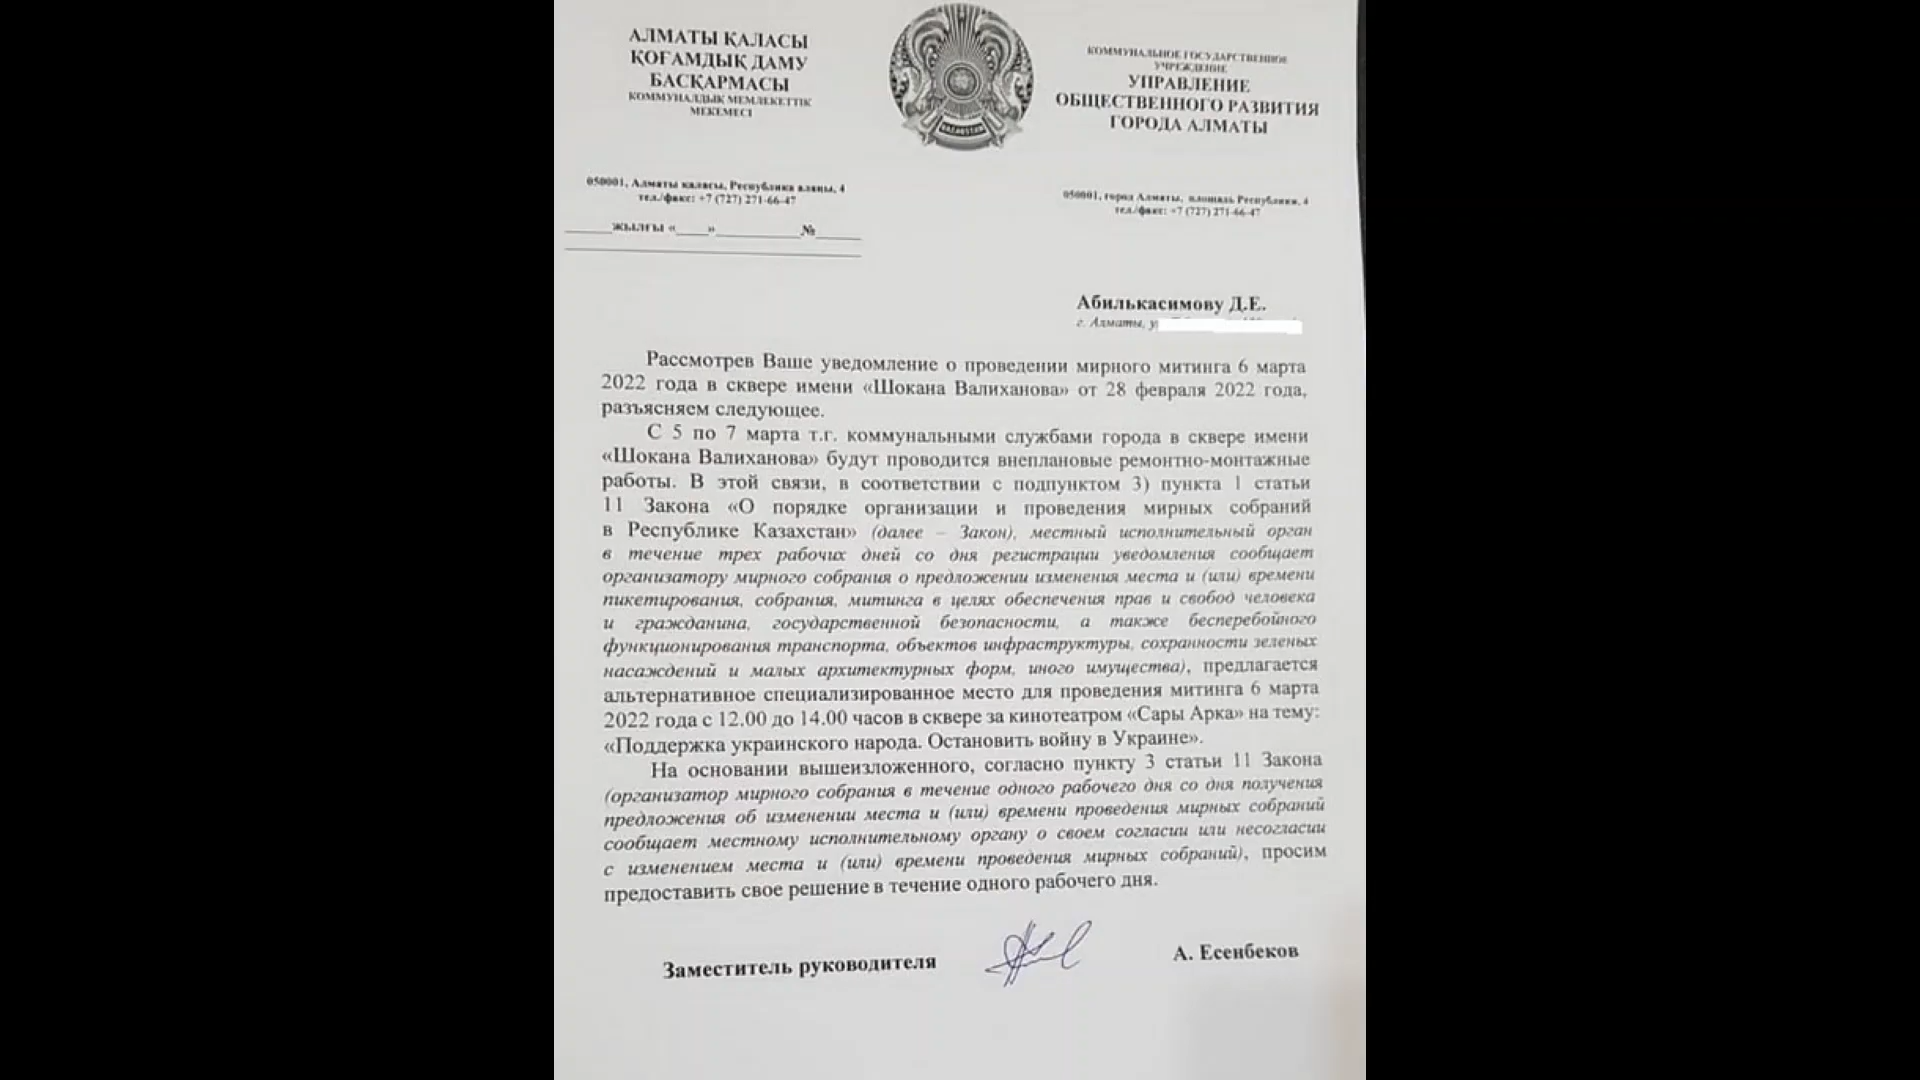 АЛМАТЫ ҚАЛАСЫ
ҚОҒАМДЫҚ ДАМУ
БАСҚАРМАСЫ
КОММУНАЛДЫҚ МЕМЛЕКЕТТІК
МЕКЕМЕСІ
KAZAKHSTAN
КОММУНАЛЬНОЕ ГОСУДАРСТВЕННОЕ
УЧРЕЖДЕНИЕ
УПРАВЛЕНИЕ
ОБЩЕСТВЕННОГО РАЗВИТИЯ
ГОРОДА АЛМАТЫ
050001, Алматы қаласы, Республика алаңы, 4
тел./факс: +7 (727) 271-66-47
______жылғы «____»___________№______
050001, город Алматы, площадь Республики, 4
тел./факс: +7 (727) 271-66-47
Абилькасимову Д.Е.
г. Алматы,
Рассмотрев Ваше уведомление о проведении мирного митинга 6 марта
2022 года в сквере имени «Шокана Валиханова» от 28 февраля 2022 года,
разъясняем следующее.
С 5 по 7 марта т.г. коммунальными службами города в сквере имени
«Шокана Валиханова» будут проводится внеплановые ремонтно-монтажные
работы. В этой связи, в соответствии с подпунктом 3) пункта 1 статьи
11 Закона «О порядке организации и проведения мирных собраний
в Республике Казахстан» (далее – Закон), местный исполнительный орган
в течение трех рабочих дней со дня регистрации уведомления сообщает
организатору мирного собрания о предложении изменения места и (или) времени
пикетирования, собрания, митинга в целях обеспечения прав и свобод человека
и гражданина, государственной безопасности, а также бесперебойного
функционирования транспорта, объектов инфраструктуры, сохранности зеленых
насаждений и малых архитектурных форм, иного имущества), предлагается
альтернативное специализированное место для проведения митинга 6 марта
2022 года с 12.00 до 14.00 часов в сквере за кинотеатром «Сары Арка» на тему:
«Поддержка украинского народа. Остановить войну в Украине».
На основании вышеизложенного, согласно пункту 3 статьи 11 Закона
(организатор мирного собрания в течение одного рабочего дня со дня получения
предложения об изменении места и (или) времени проведения мирных собраний
сообщает местному исполнительному органу о своем согласии или несогласии
с изменением места и (или) времени проведения мирных собраний), просим
предоставить свое решение в течение одного рабочего дня.
Заместитель руководителя
А. Есенбеков